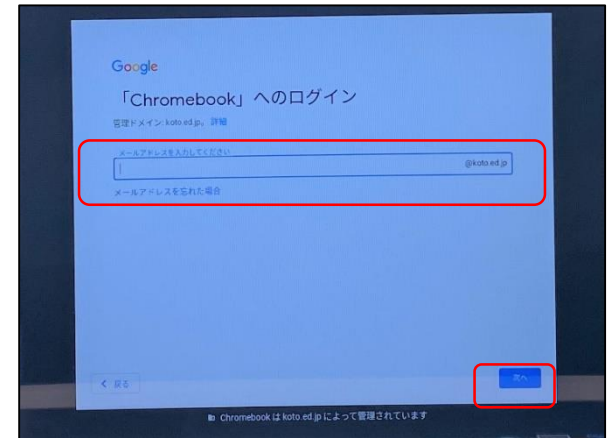 Google
「Chromebook」へのログイン
管理ドメイン: koto.ed.jp。 詳細
メールアドレスを入力してください
@koto.ed.jp
メールアドレスを忘れた場合
< 戻る
次へ
Chromebook は koto.ed.jp によって管理されています